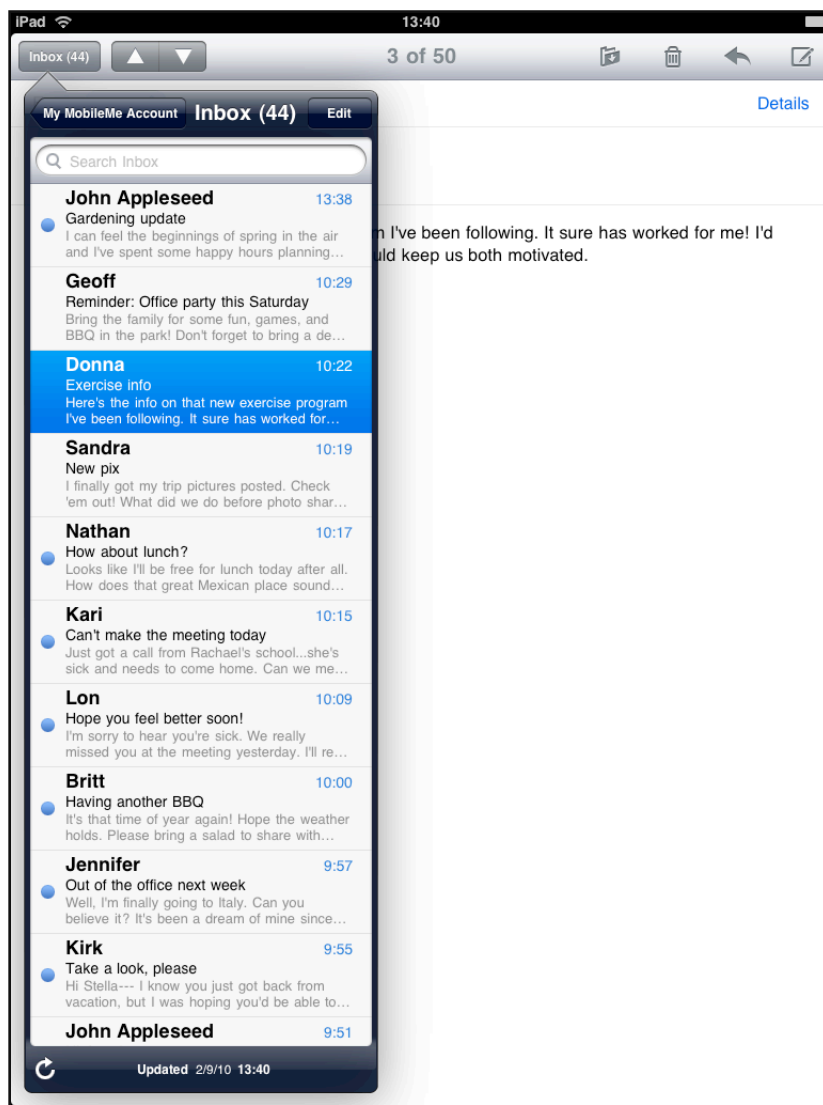 iPad 13:40
Inbox (44) 3 of 50
Details
My MobileMe Account Inbox (44) Edit
Search Inbox
John Appleseed 13:38
Gardening update
I can feel the beginnings of spring in the air
and I've spent some happy hours planning...
Geoff 10:29
Reminder: Office party this Saturday
Bring the family for some fun, games, and
BBQ in the park! Don't forget to bring a de...
Donna 10:22
Exercise info
Here's the info on that new exercise program
I've been following. It sure has worked for...
Sandra 10:19
New pix
I finally got my trip pictures posted. Check
'em out! What did we do before photo shar...
Nathan 10:17
How about lunch?
Looks like I'll be free for lunch today after all.
How does that great Mexican place sound...
Kari 10:15
Can't make the meeting today
Just got a call from Rachael's school...she's
sick and needs to come home. Can we me...
Lon 10:09
Hope you feel better soon!
I'm sorry to hear you're sick. We really
missed you at the meeting yesterday. I'll re...
Britt 10:00
Having another BBQ
It's that time of year again! Hope the weather
holds. Please bring a salad to share with...
Jennifer 9:57
Out of the office next week
Well, I'm finally going to Italy. Can you
believe it? It's been a dream of mine since...
Kirk 9:55
Take a look, please
Hi Stella--- I know you just got back from
vacation, but I was hoping you'd be able to...
John Appleseed 9:51
Updated 2/9/10 13:40
I've been following. It sure has worked for me! I'd
keep us both motivated.